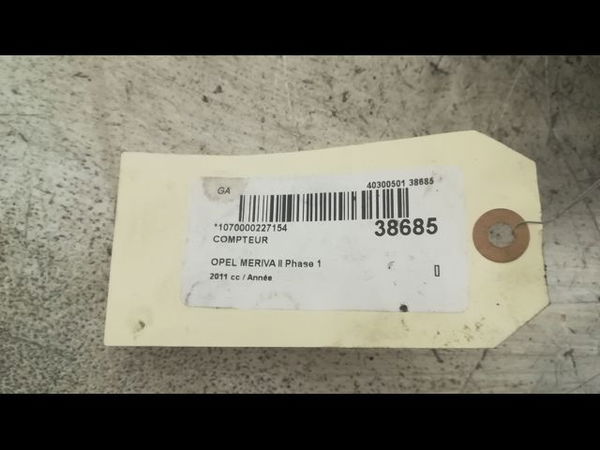 GA
40300501 38685
*1070000227154
38685
COMPTEUR
OPEL MERIVA II Phase 1
2011 cc / Année